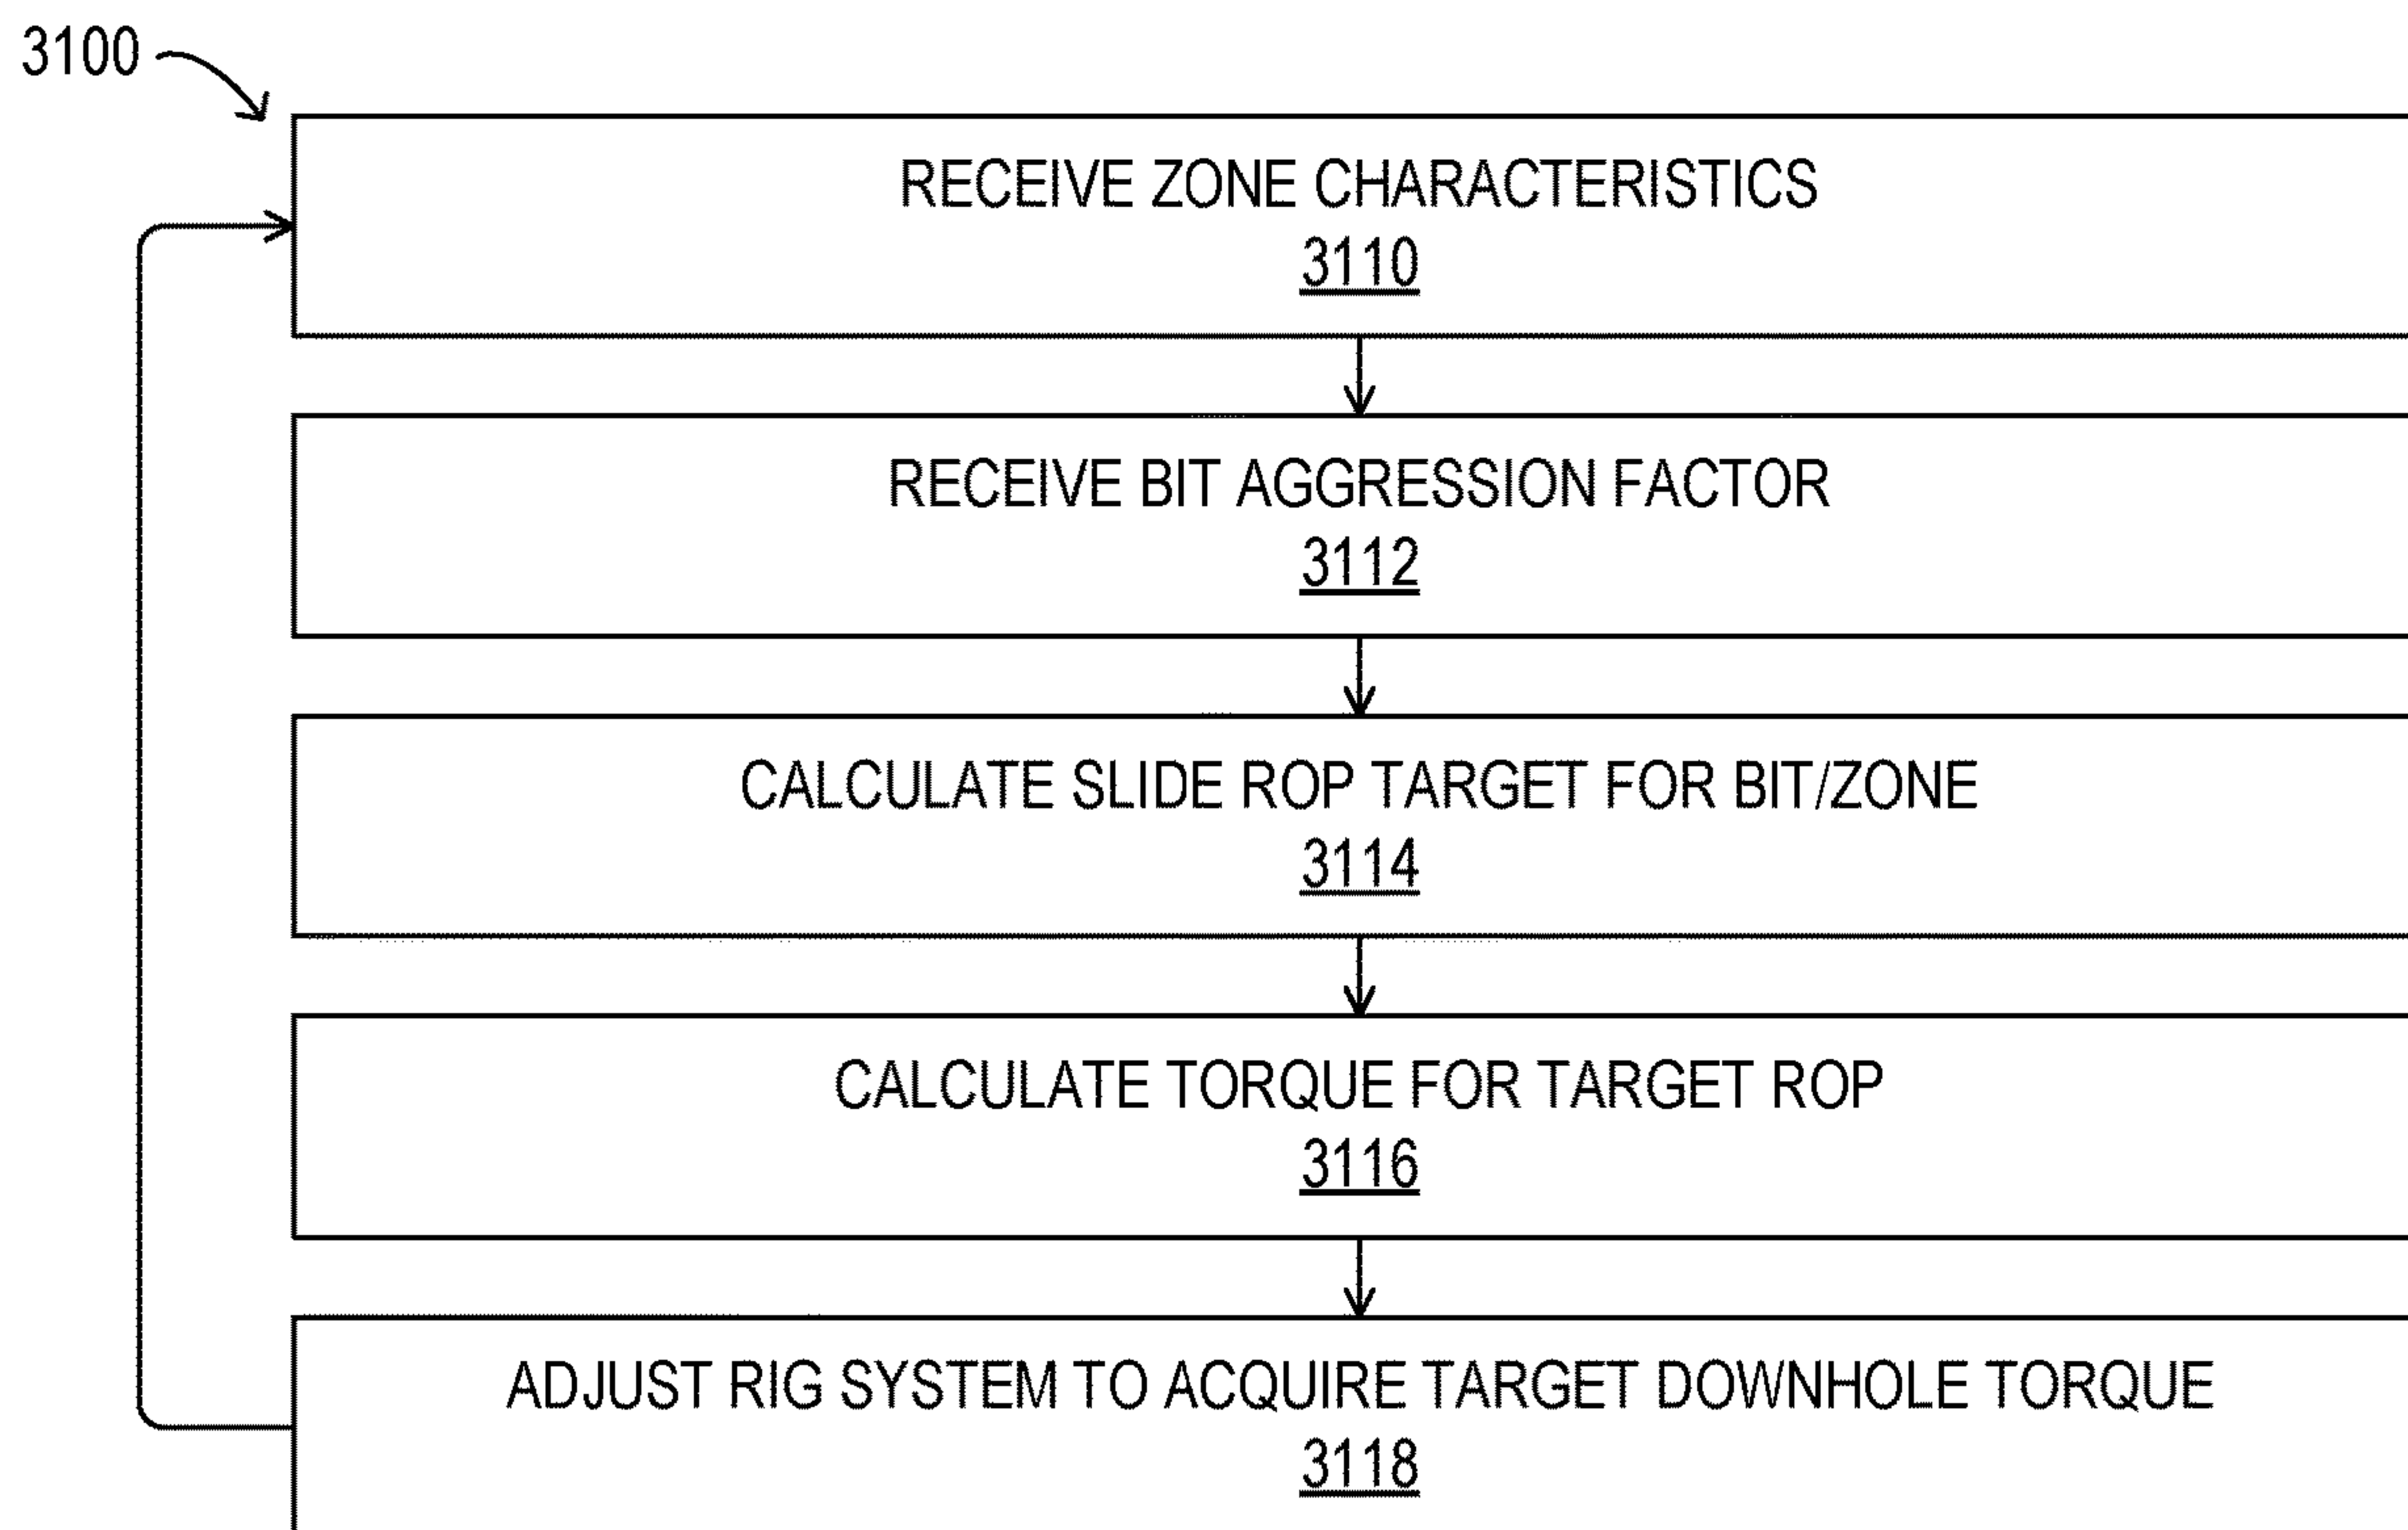 3100
RECEIVE ZONE CHARACTERISTICS
3110
RECEIVE BIT AGGRESSION FACTOR
3112
CALCULATE SLIDE ROP TARGET FOR BIT/ZONE
3114
CALCULATE TORQUE FOR TARGET ROP
3116
ADJUST RIG SYSTEM TO ACQUIRE TARGET DOWNHOLE TORQUE
3118